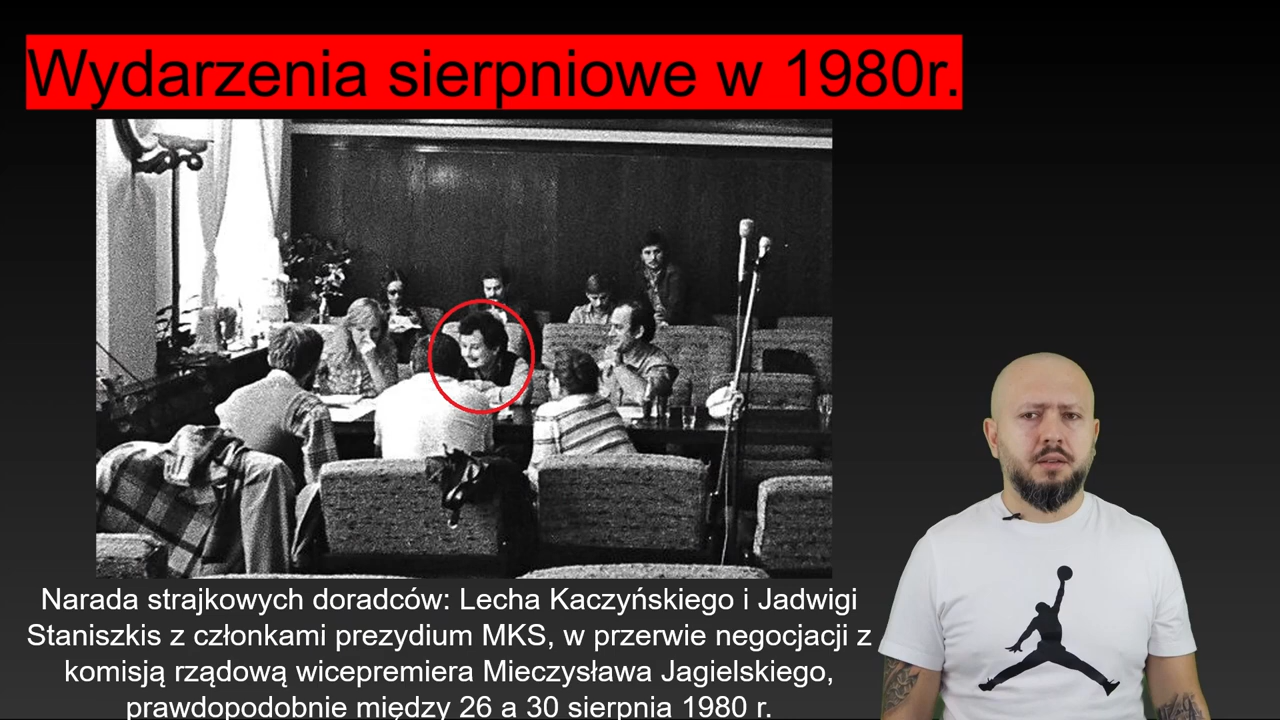 Wydarzenia sierpniowe w 1980r.
Narada strajkowych doradców: Lecha Kaczyńskiego i Jadwigi
Staniszkis z członkami prezydium MKS, w przerwie negocjacji z
komisją rządową wicepremiera Mieczysława Jagielskiego,
prawdopodobnie między 26 a 30 sierpnia 1980 r.